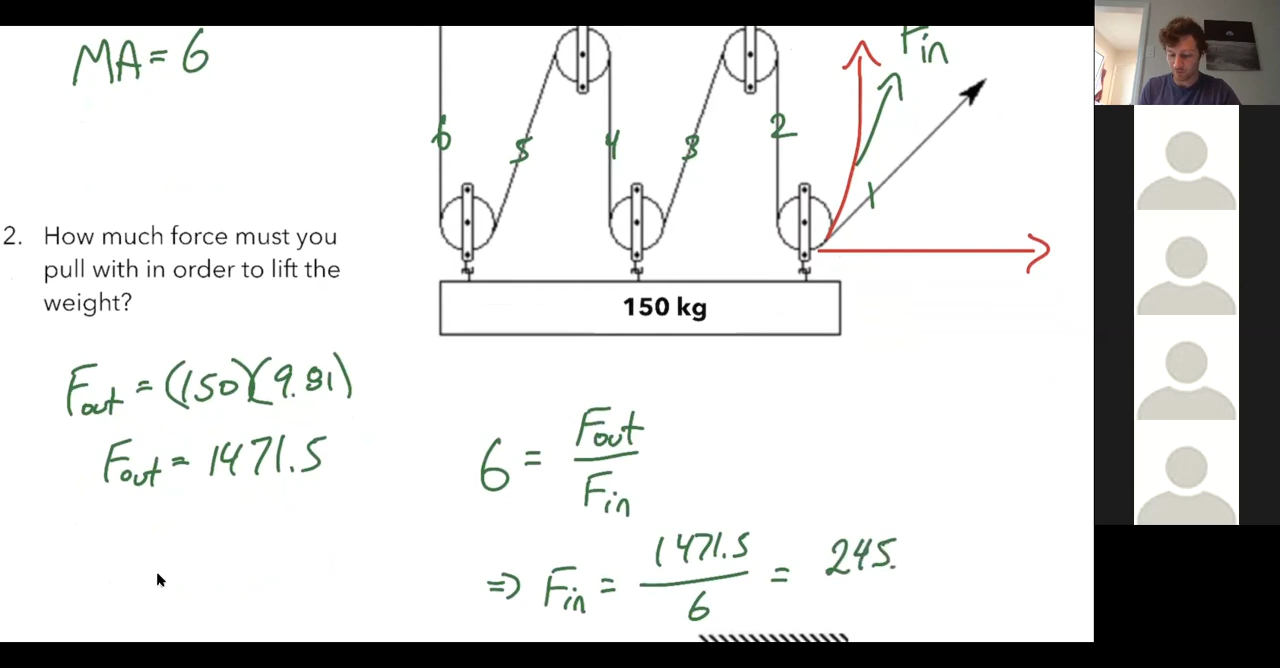 MA = 6
Fin
6 5 4 3 2 1
2. How much force must you
pull with in order to lift the
weight?
150 kg
Fout = (150)(9.81)
Fout = 1471.5
6 = Fout / Fin
⇒ Fin = 1471.5 / 6 = 245.